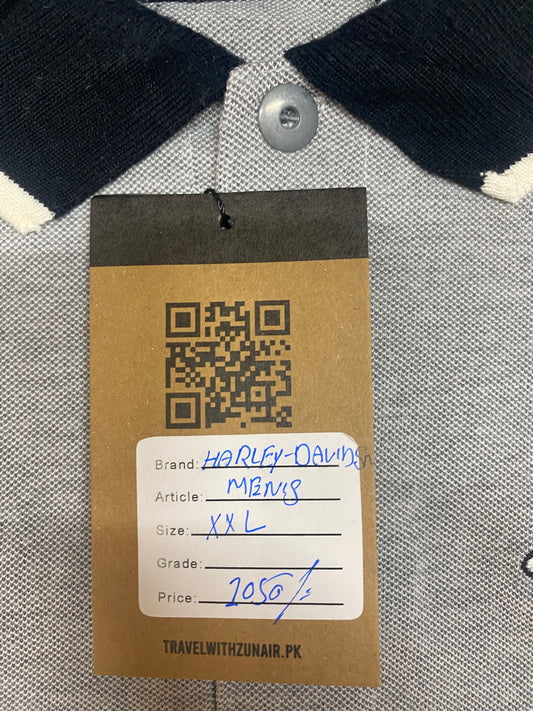 Brand: HARLEY-DAVIDSON
Article: MEN'S
Size: XXL
Grade:
Price: 2050/=
TRAVELWITHZUNAIR.PK